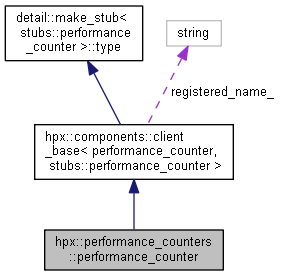 detail::make_stub<
stubs::performance
_counter >::type
string
registered_name_
hpx::components::client
_base< performance_counter,
stubs::performance_counter >
hpx::performance_counters
::performance_counter